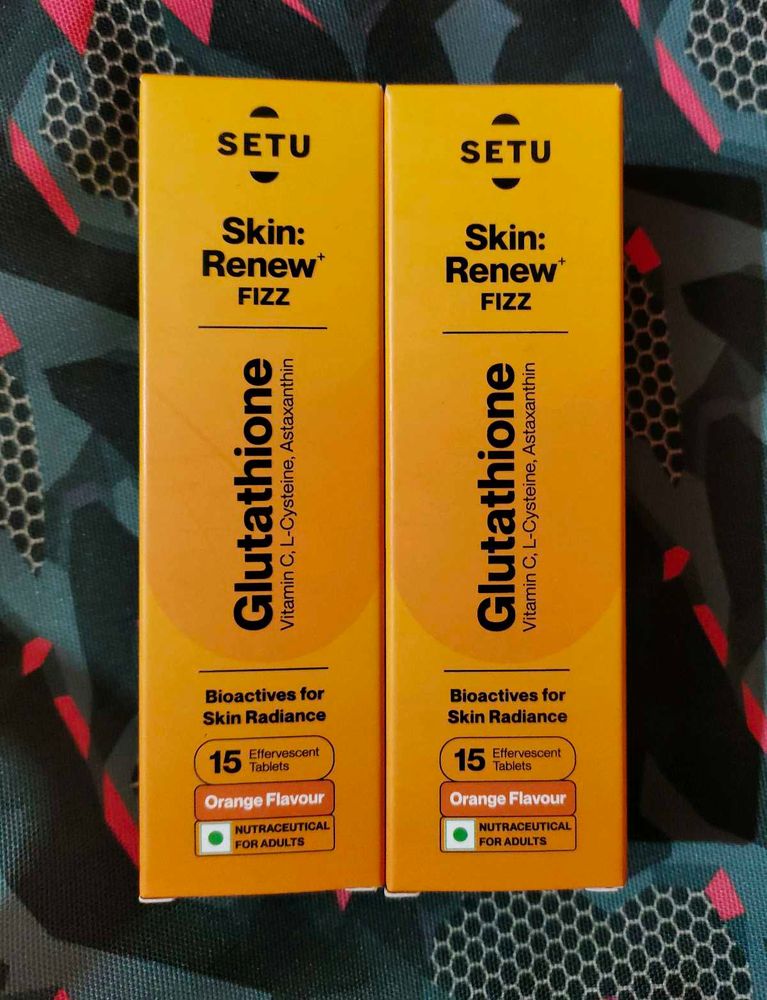 SETU
Skin:
Renew+
FIZZ
Glutathione
Vitamin C, L-Cysteine, Astaxanthin
Bioactives for
Skin Radiance
15 Effervescent
Tablets
Orange Flavour
NUTRACEUTICAL
FOR ADULTS
SETU
Skin:
Renew+
FIZZ
Glutathione
Vitamin C, L-Cysteine, Astaxanthin
Bioactives for
Skin Radiance
15 Effervescent
Tablets
Orange Flavour
NUTRACEUTICAL
FOR ADULTS